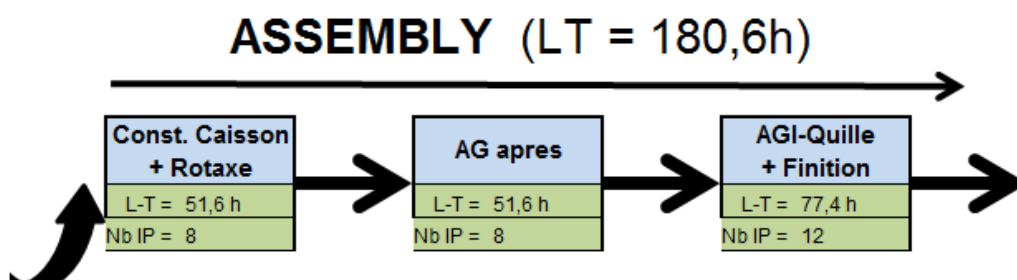 ASSEMBLY (LT = 180,6h)
Const. Caisson
+ Rotaxe
L-T = 51,6 h
Nb IP = 8
AG apres
L-T = 51,6 h
Nb IP = 8
AGI-Quille
+ Finition
L-T = 77,4 h
Nb IP = 12